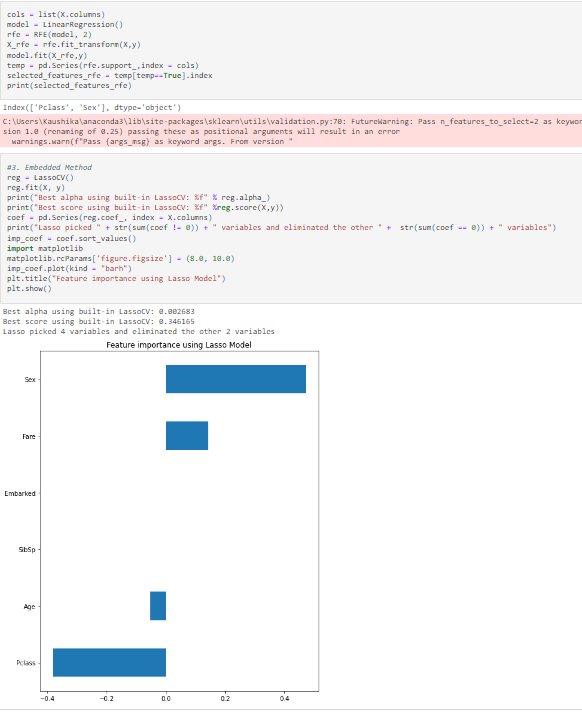 cols = list(X.columns)
model = LinearRegression()
rfe = RFE(model, 2)
X_rfe = rfe.fit_transform(X,y)
model.fit(X_rfe,y)
temp = pd.Series(rfe.support_,index = cols)
selected_features_rfe = temp[temp==True].index
print(selected_features_rfe)
Index(['Pclass', 'Sex'], dtype='object')
C:\Users\Kaushika\anaconda3\lib\site-packages\sklearn\utils\validation.py:70: FutureWarning: Pass n_features_to_select=2 as keywor
sion 1.0 (renaming of 0.25) passing these as positional arguments will result in an error
warnings.warn(f"Pass {args_msg} as keyword args. From version "
#3. Embedded Method
reg = LassoCV()
reg.fit(X, y)
print("Best alpha using built-in LassoCV: %f" % reg.alpha_)
print("Best score using built-in LassoCV: %f" %reg.score(X,y))
coef = pd.Series(reg.coef_, index = X.columns)
print("Lasso picked " + str(sum(coef != 0)) + " variables and eliminated the other " +  str(sum(coef == 0)) + " variables")
imp_coef = coef.sort_values()
import matplotlib
matplotlib.rcParams['figure.figsize'] = (8.0, 10.0)
imp_coef.plot(kind = "barh")
plt.title("Feature importance using Lasso Model")
plt.show()
Best alpha using built-in LassoCV: 0.002683
Best score using built-in LassoCV: 0.346165
Lasso picked 4 variables and eliminated the other 2 variables
Feature importance using Lasso Model
Sex
Fare
Embarked
SibSp
Age
Pclass
−0.4 −0.2 0.0 0.2 0.4